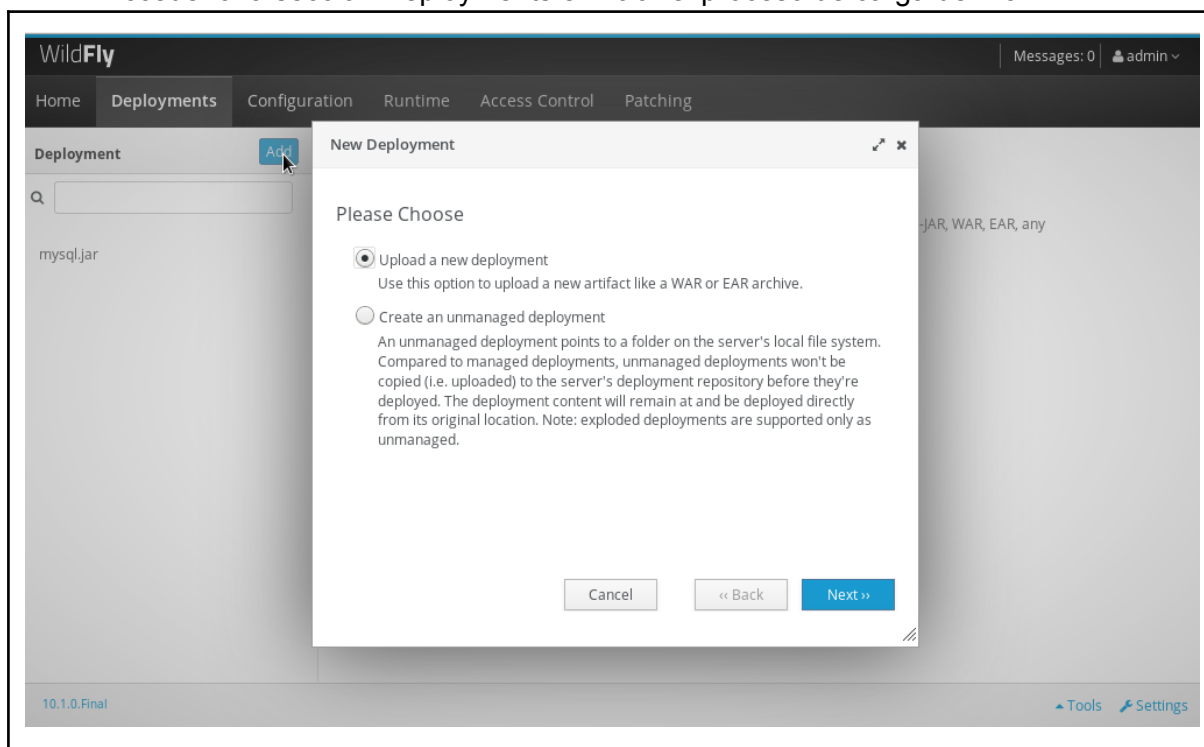 WildFly
Messages: 0
admin
Home Deployments Configuration Runtime Access Control Patching
Deployment
Add
mysql.jar
New Deployment
Please Choose
Upload a new deployment
Use this option to upload a new artifact like a WAR or EAR archive.
Create an unmanaged deployment
An unmanaged deployment points to a folder on the server's local file system.
Compared to managed deployments, unmanaged deployments won't be
copied (i.e. uploaded) to the server's deployment repository before they're
deployed. The deployment content will remain at and be deployed directly
from its original location. Note: exploded deployments are supported only as
unmanaged.
-JAR, WAR, EAR, any
Cancel
‹‹ Back
Next ››
10.1.0.Final
Tools
Settings